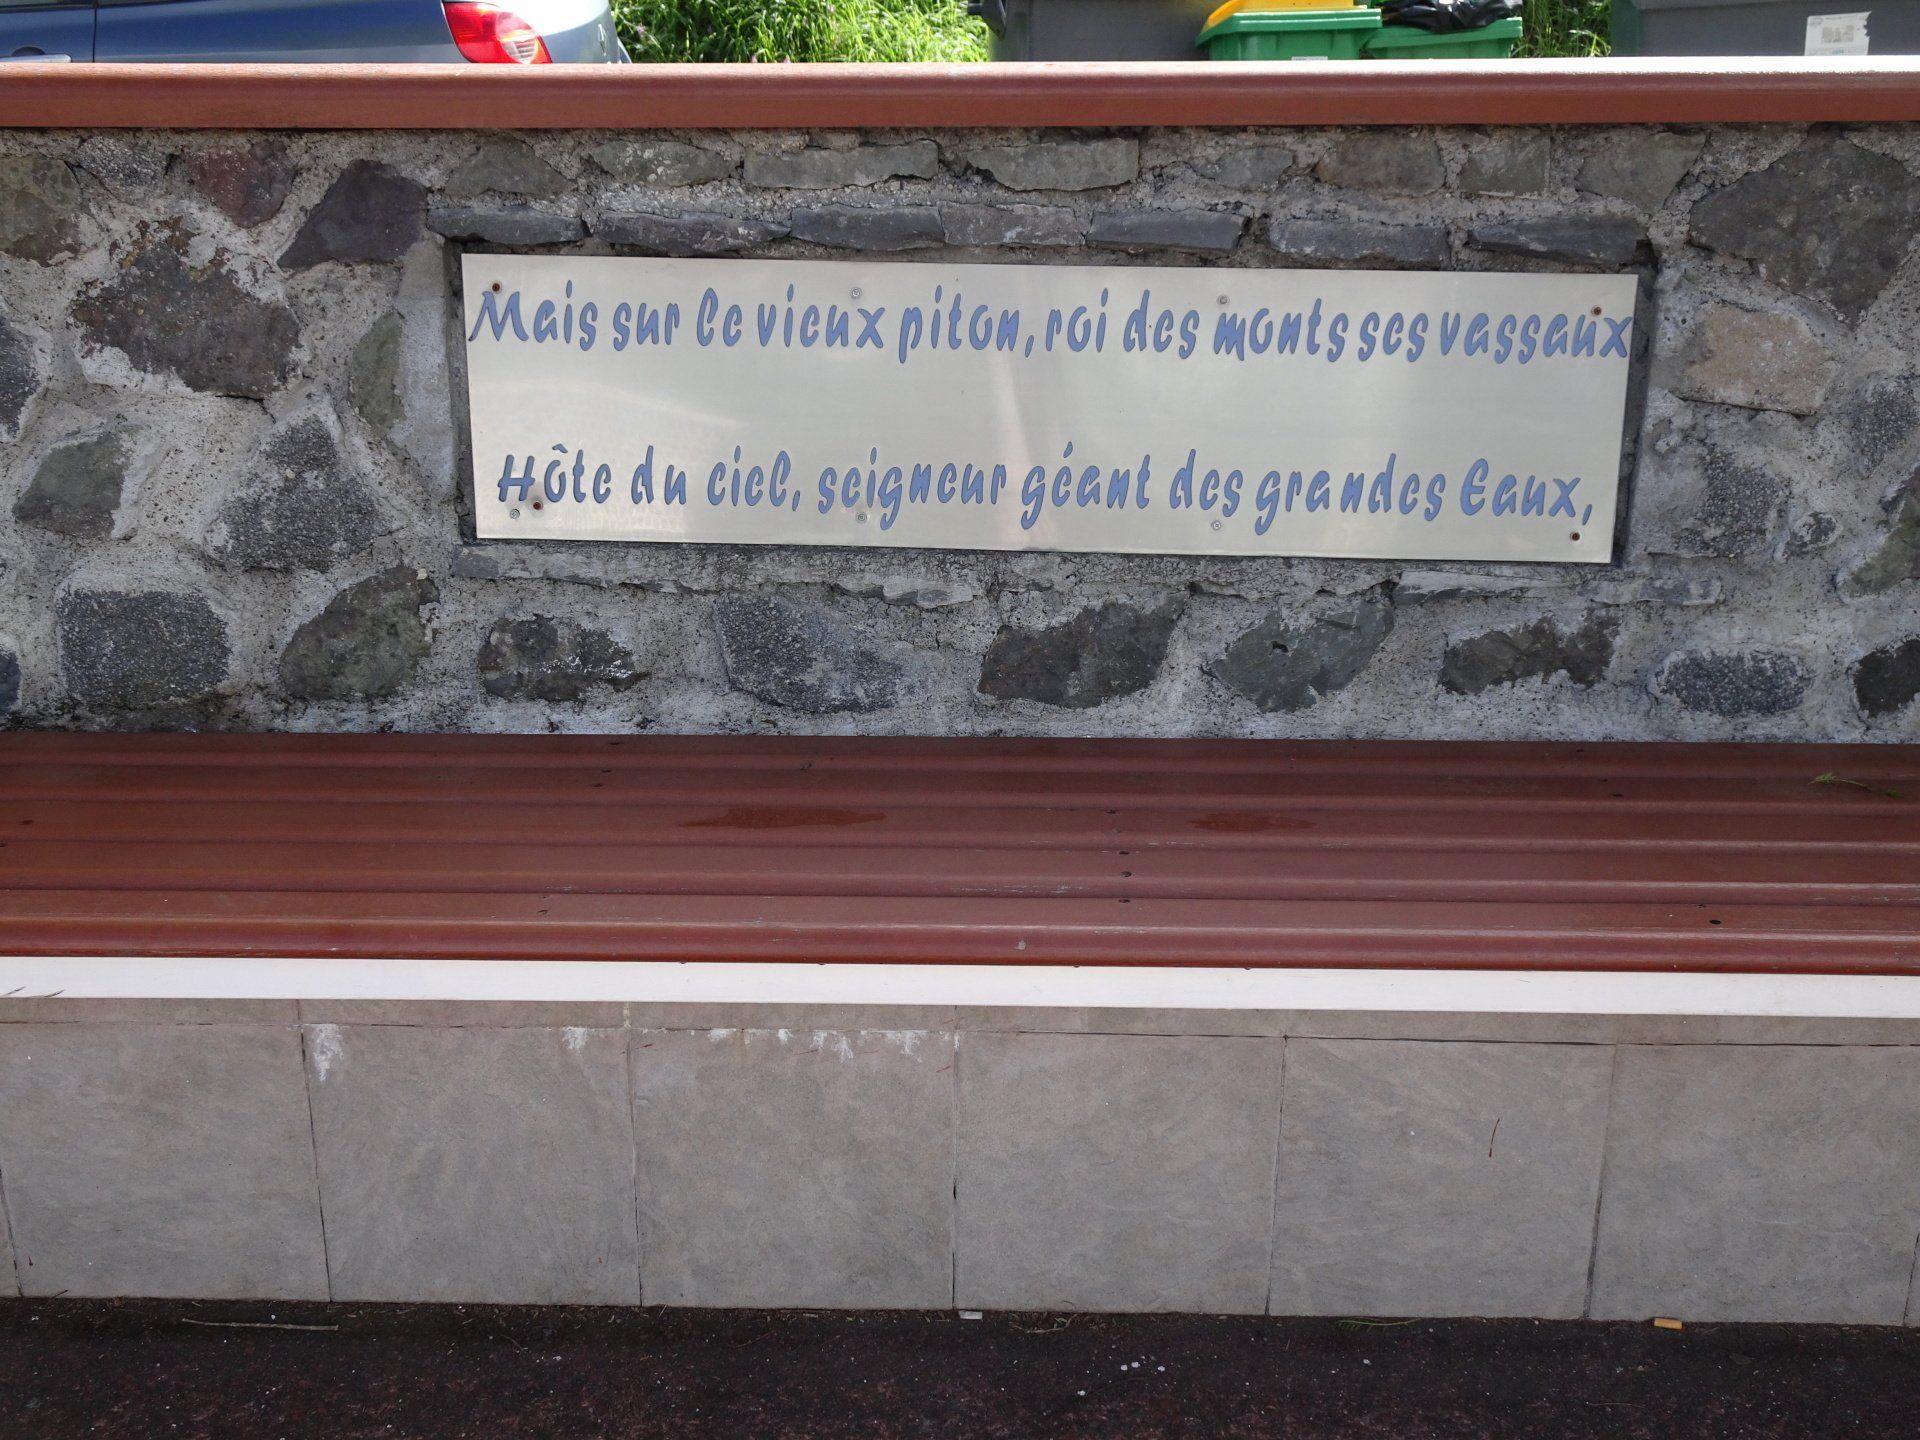 Mais sur le vieux piton, roi des monts ses vassaux
Hôte du ciel, seigneur géant des grandes Eaux,